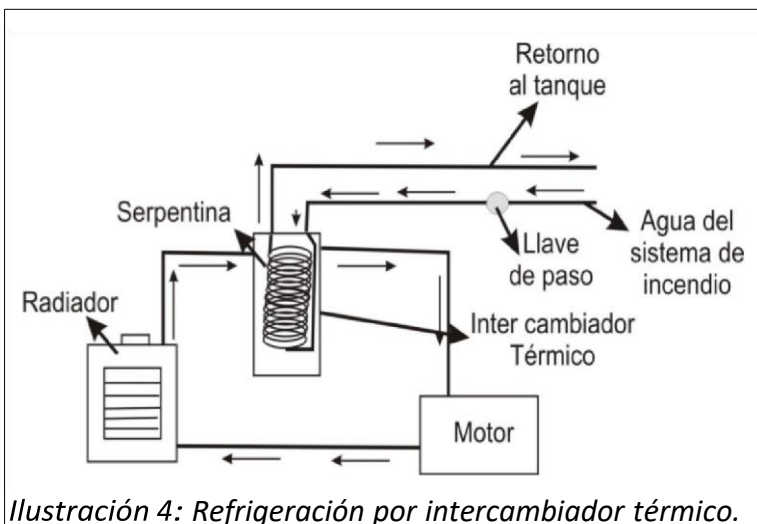 Retorno
al tanque
Serpentina
Agua del
sistema de
incendio
Llave
de paso
Radiador
Inter cambiador
Térmico
Motor
Ilustración 4: Refrigeración por intercambiador térmico.